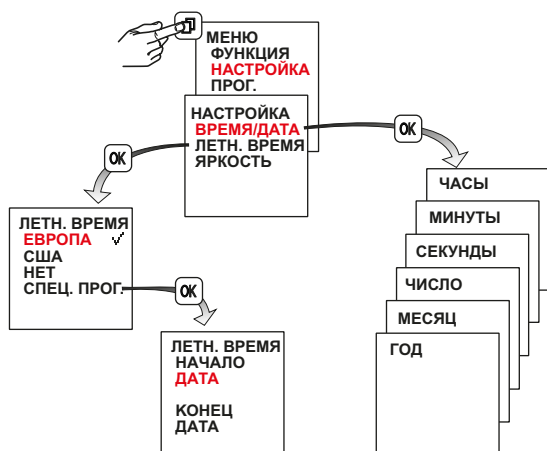 МЕНЮ
ФУНКЦИЯ
НАСТРОЙКА
ПРОГ.
НАСТРОЙКА
ВРЕМЯ/ДАТА
ЛЕТН. ВРЕМЯ
ЯРКОСТЬ
OK
OK
ЛЕТН. ВРЕМЯ
ЕВРОПА
США
НЕТ
СПЕЦ. ПРОГ.
OK
ЛЕТН. ВРЕМЯ
НАЧАЛО
ДАТА
КОНЕЦ
ДАТА
ЧАСЫ
МИНУТЫ
СЕКУНДЫ
ЧИСЛО
МЕСЯЦ
ГОД